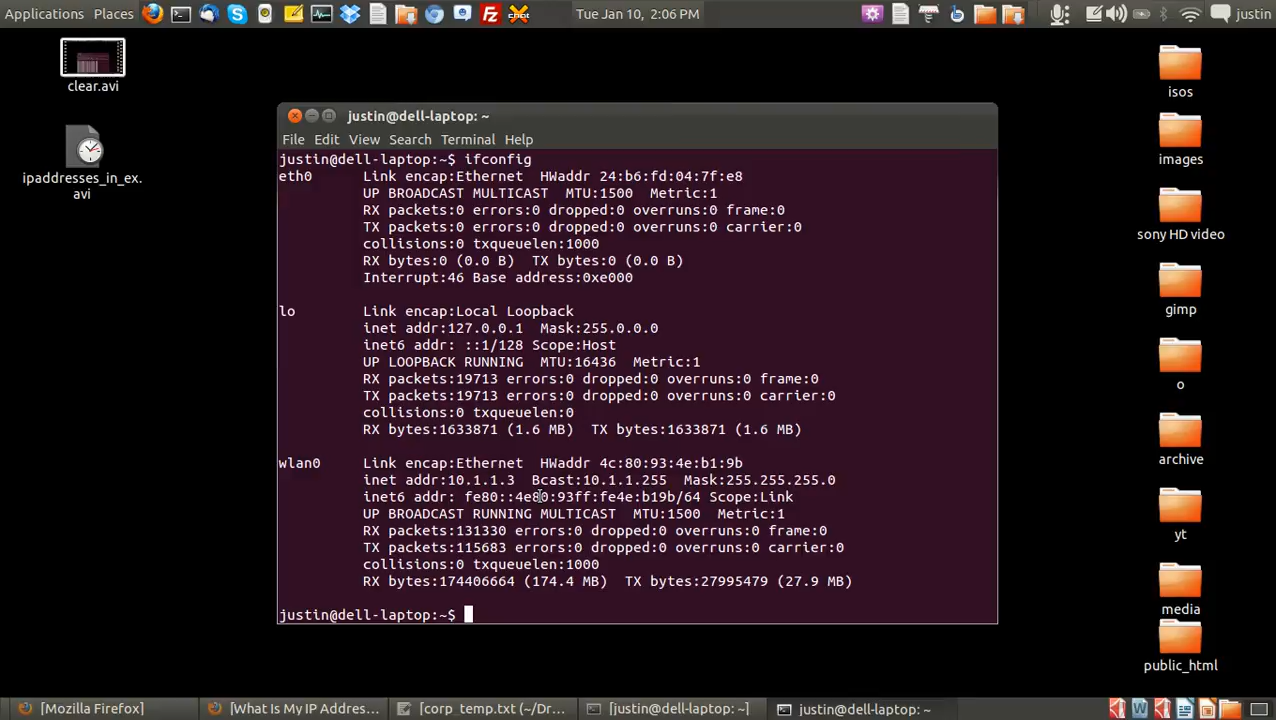 Applications Places Tue Jan 10, 2:06 PM justin
clear.avi
ipaddresses_in_ex.
avi
justin@dell-laptop: ~
File Edit View Search Terminal Help
justin@dell-laptop:~$ ifconfig
eth0 Link encap:Ethernet HWaddr 24:b6:fd:04:7f:e8
UP BROADCAST MULTICAST MTU:1500 Metric:1
RX packets:0 errors:0 dropped:0 overruns:0 frame:0
TX packets:0 errors:0 dropped:0 overruns:0 carrier:0
collisions:0 txqueuelen:1000
RX bytes:0 (0.0 B) TX bytes:0 (0.0 B)
Interrupt:46 Base address:0xe000
lo Link encap:Local Loopback
inet addr:127.0.0.1 Mask:255.0.0.0
inet6 addr: ::1/128 Scope:Host
UP LOOPBACK RUNNING MTU:16436 Metric:1
RX packets:19713 errors:0 dropped:0 overruns:0 frame:0
TX packets:19713 errors:0 dropped:0 overruns:0 carrier:0
collisions:0 txqueuelen:0
RX bytes:1633871 (1.6 MB) TX bytes:1633871 (1.6 MB)
wlan0 Link encap:Ethernet HWaddr 4c:80:93:4e:b1:9b
inet addr:10.1.1.3 Bcast:10.1.1.255 Mask:255.255.255.0
inet6 addr: fe80::4e80:93ff:fe4e:b19b/64 Scope:Link
UP BROADCAST RUNNING MULTICAST MTU:1500 Metric:1
RX packets:131330 errors:0 dropped:0 overruns:0 frame:0
TX packets:115683 errors:0 dropped:0 overruns:0 carrier:0
collisions:0 txqueuelen:1000
RX bytes:174406664 (174.4 MB) TX bytes:27995479 (27.9 MB)
justin@dell-laptop:~$
isos
images
sony HD video
gimp
o
archive
yt
media
public_html
[Mozilla Firefox] [What Is My IP Addres... [corp_temp.txt (~/Dr... [justin@dell-laptop: ~] justin@dell-laptop: ~